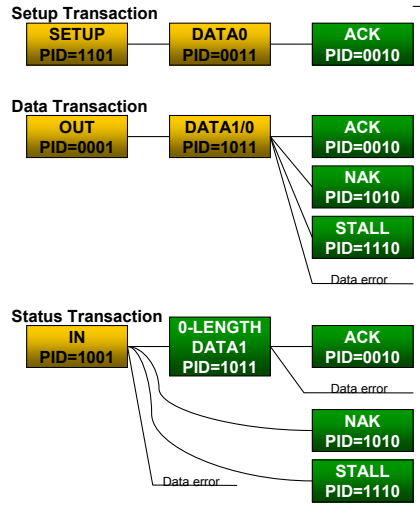 Setup Transaction
SETUP
PID=1101
DATA0
PID=0011
ACK
PID=0010
Data Transaction
OUT
PID=0001
DATA1/0
PID=1011
ACK
PID=0010
NAK
PID=1010
STALL
PID=1110
Data error
Status Transaction
IN
PID=1001
0-LENGTH
DATA1
PID=1011
ACK
PID=0010
Data error
NAK
PID=1010
STALL
PID=1110
Data error